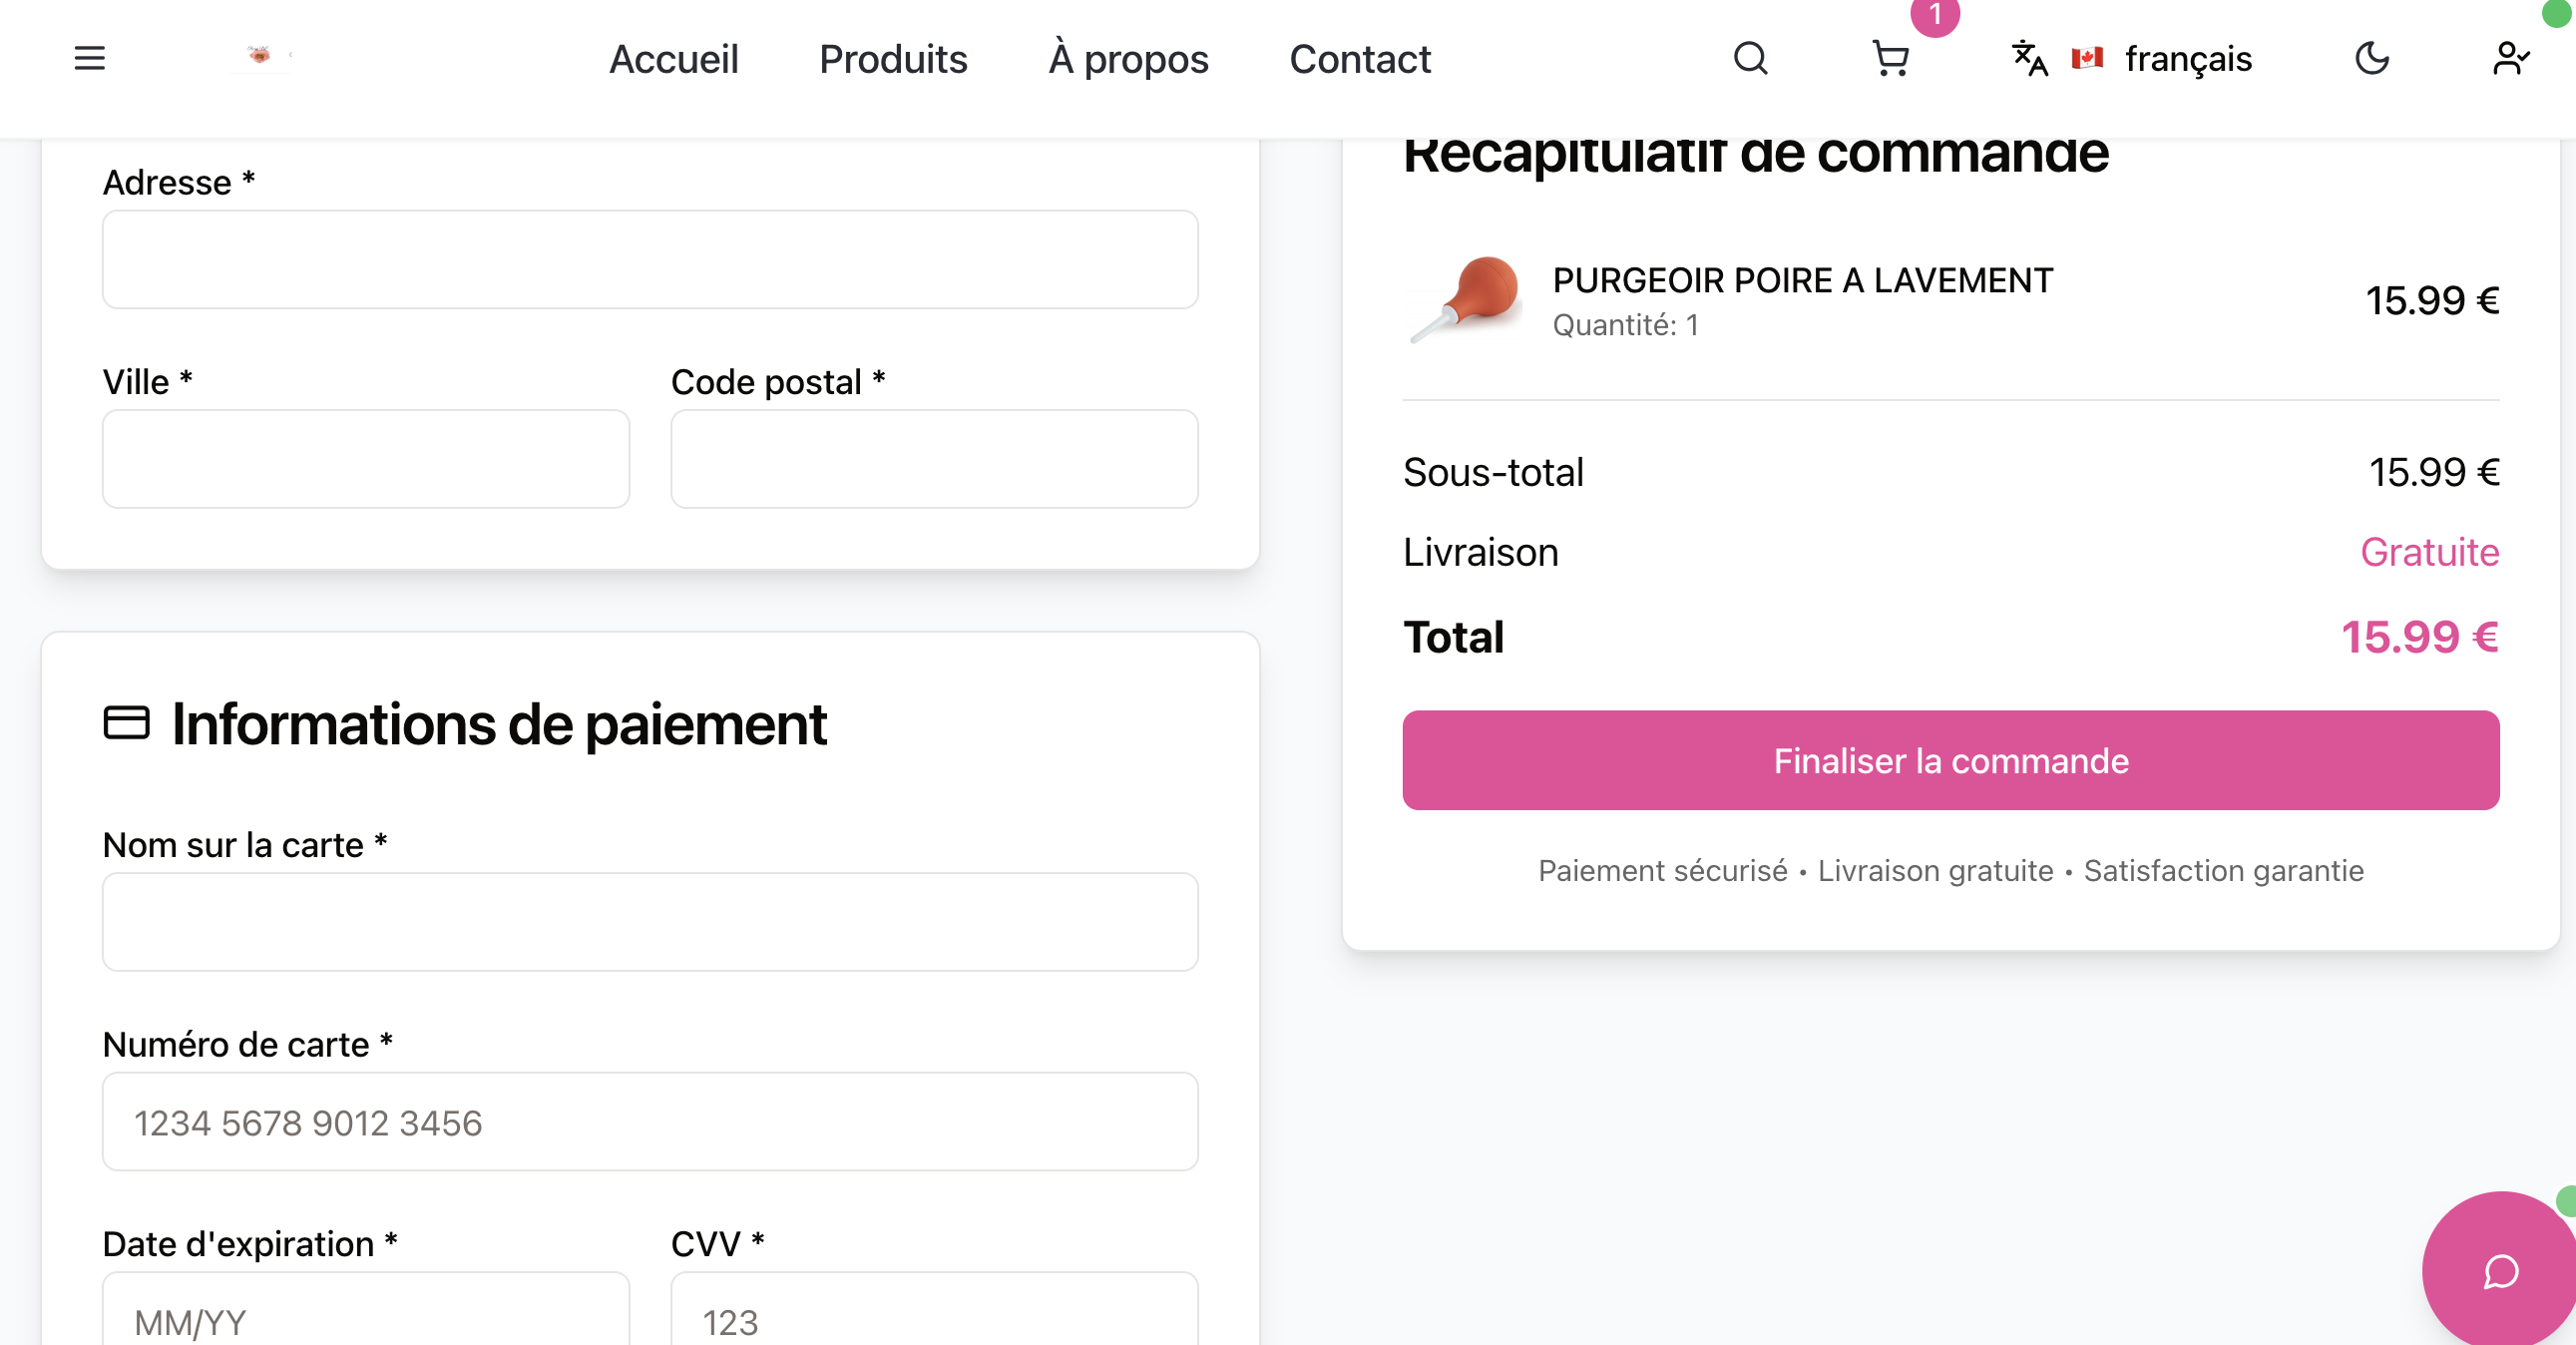 Accueil
Produits
À propos
Contact
1
français
Adresse *
Ville *
Code postal *
Informations de paiement
Nom sur la carte *
Numéro de carte *
1234 5678 9012 3456
Date d'expiration *
CVV *
MM/YY
123
Récapitulatif de commande
PURGEOIR POIRE A LAVEMENT
Quantité: 1
15.99 €
Sous-total
15.99 €
Livraison
Gratuite
Total
15.99 €
Finaliser la commande
Paiement sécurisé • Livraison gratuite • Satisfaction garantie